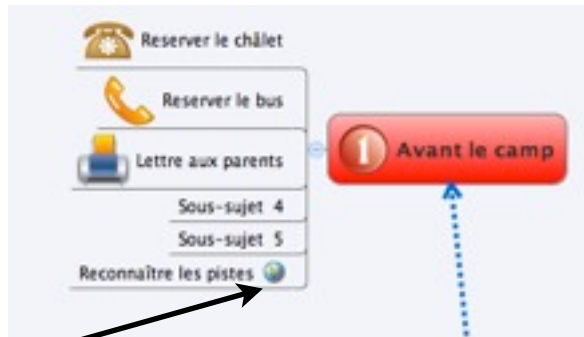 Reserver le châlet
Reserver le bus
1 Avant le camp
Lettre aux parents
Sous-sujet 4
Sous-sujet 5
Reconnaître les pistes